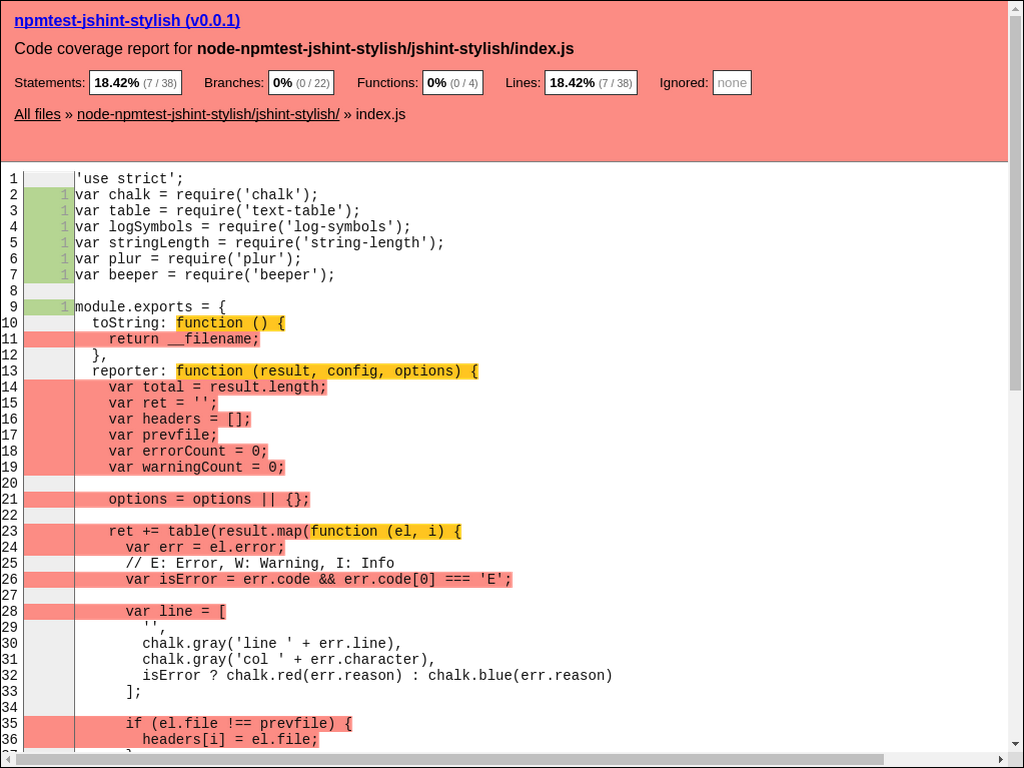 npmtest-jshint-stylish (v0.0.1)
Code coverage report for node-npmtest-jshint-stylish/jshint-stylish/index.js
Statements: 18.42% (7 / 38) Branches: 0% (0 / 22) Functions: 0% (0 / 4) Lines: 18.42% (7 / 38) Ignored: none
All files » node-npmtest-jshint-stylish/jshint-stylish/ » index.js
1 'use strict';
2 1 var chalk = require('chalk');
3 1 var table = require('text-table');
4 1 var logSymbols = require('log-symbols');
5 1 var stringLength = require('string-length');
6 1 var plur = require('plur');
7 1 var beeper = require('beeper');
8
9 1 module.exports = {
10 toString: function () {
11 return __filename;
12 },
13 reporter: function (result, config, options) {
14 var total = result.length;
15 var ret = '';
16 var headers = [];
17 var prevfile;
18 var errorCount = 0;
19 var warningCount = 0;
20
21 options = options || {};
22
23 ret += table(result.map(function (el, i) {
24 var err = el.error;
25 // E: Error, W: Warning, I: Info
26 var isError = err.code && err.code[0] === 'E';
27
28 var line = [
29 '',
30 chalk.gray('line ' + err.line),
31 chalk.gray('col ' + err.character),
32 isError ? chalk.red(err.reason) : chalk.blue(err.reason)
33 ];
34
35 if (el.file !== prevfile) {
36 headers[i] = el.file;